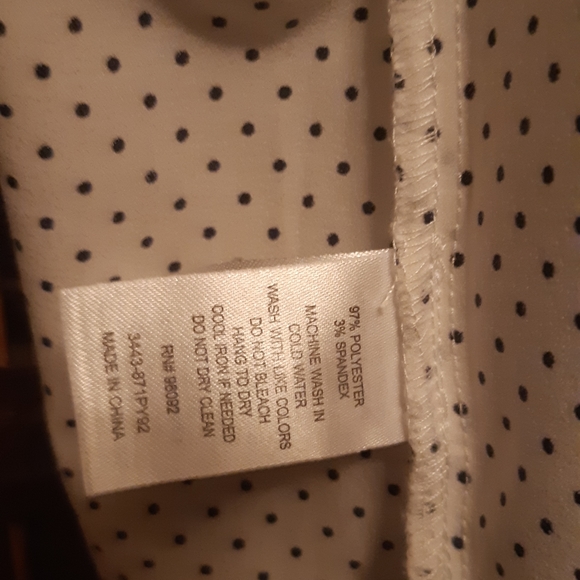 97% POLYESTER
3% SPANDEX
MACHINE WASH IN
COLD WATER
WASH WITH LIKE COLORS
DO NOT BLEACH
HANG TO DRY
COOL IRON IF NEEDED
DO NOT DRY CLEAN
RN# 98092
3443-871PY92
MADE IN CHINA